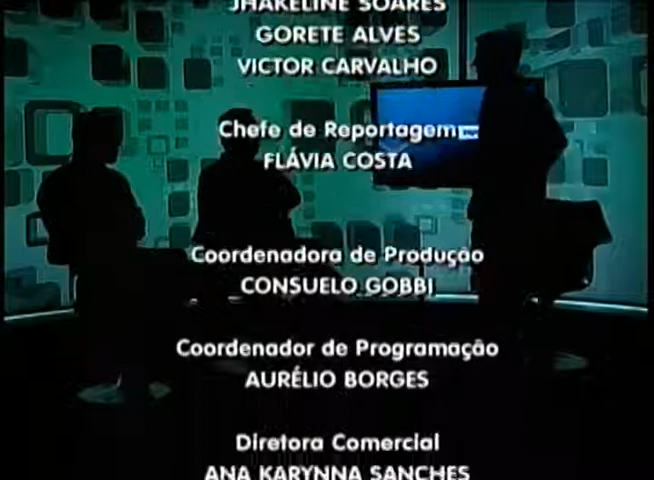 JHAKELINE SOARES
GORETE ALVES
VICTOR CARVALHO
Chefe de Reportagem
FLÁVIA COSTA
Coordenadora de Produção
CONSUELO GOBBI
Coordenador de Programação
AURÉLIO BORGES
Diretora Comercial
ANA KARYNNA SANCHES